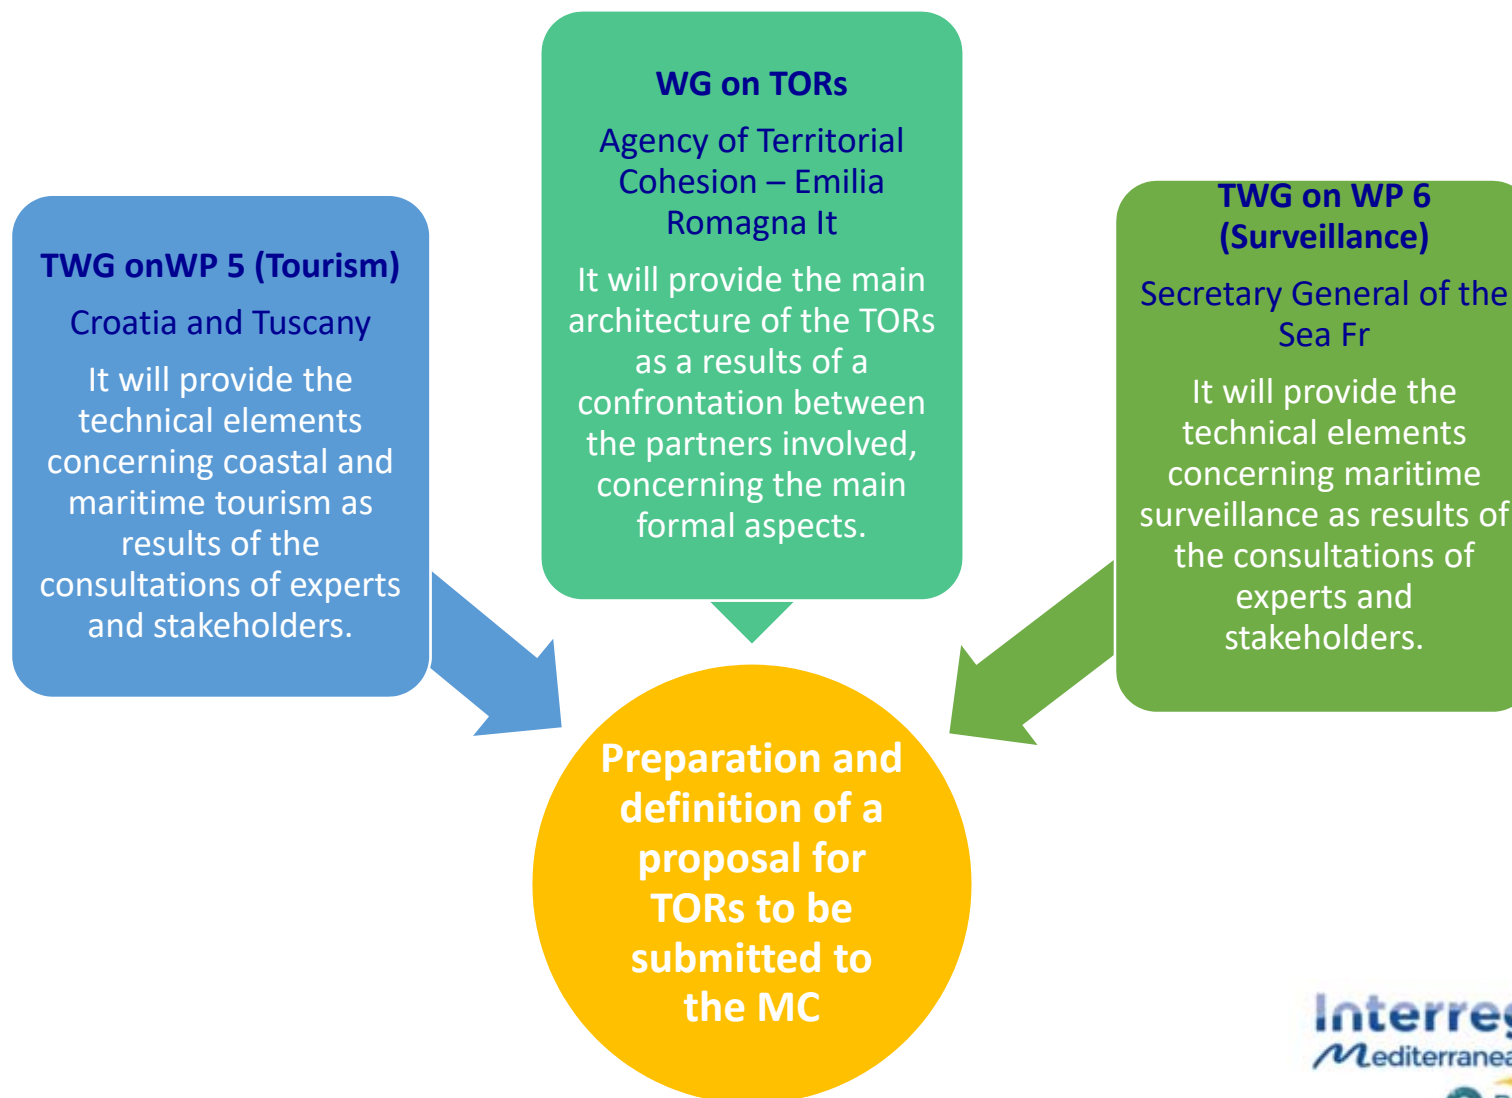 TWG onWP 5 (Tourism)
Croatia and Tuscany
It will provide the
technical elements
concerning coastal and
maritime tourism as
results of the
consultations of experts
and stakeholders.
WG on TORs
Agency of Territorial
Cohesion – Emilia
Romagna It
It will provide the main
architecture of the TORs
as a results of a
confrontation between
the partners involved,
concerning the main
formal aspects.
TWG on WP 6
(Surveillance)
Secretary General of the
Sea Fr
It will provide the
technical elements
concerning maritime
surveillance as results of
the consultations of
experts and
stakeholders.
Preparation and
definition of a
proposal for
TORs to be
submitted to
the MC
Interreg
Mediterranea